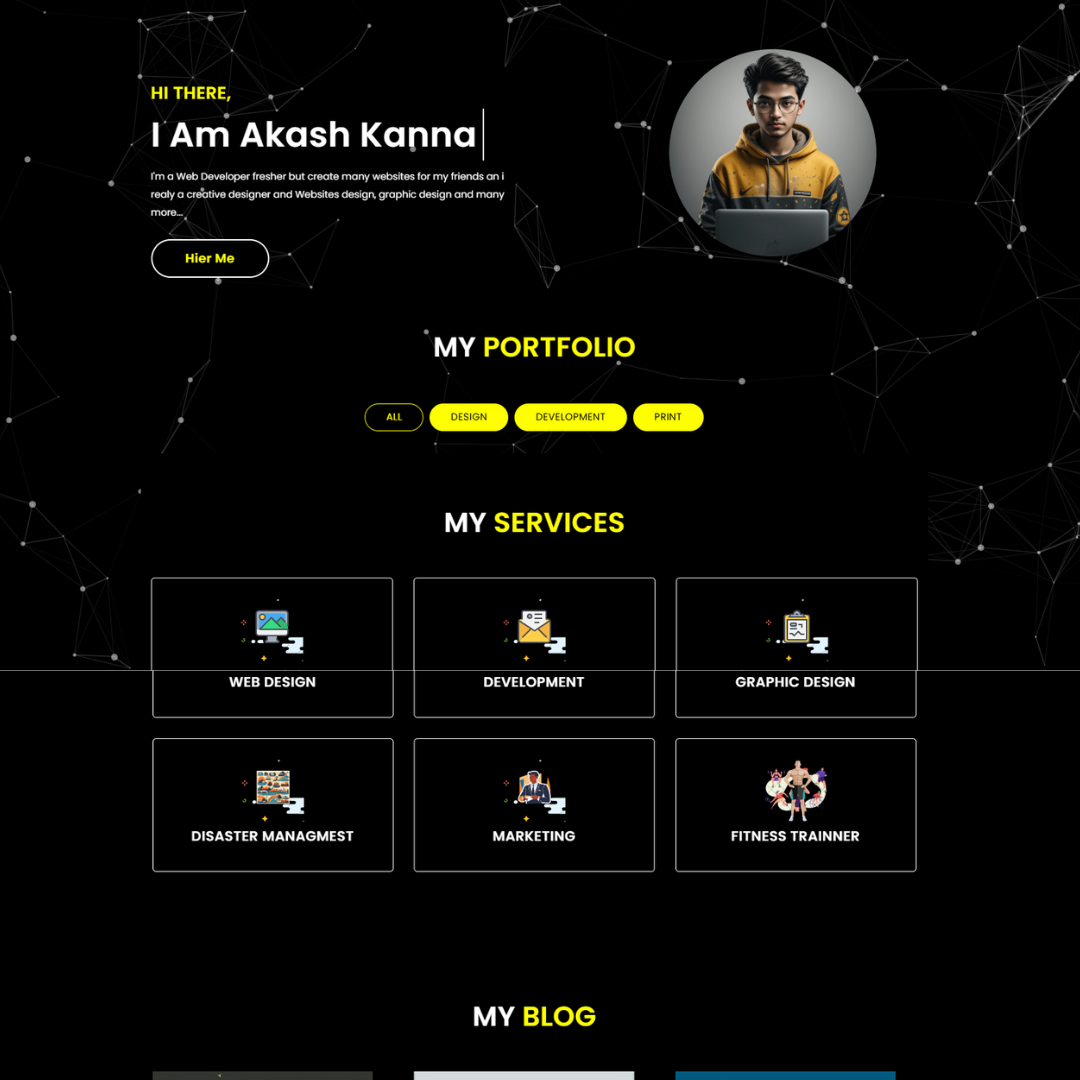 HI THERE,
I Am Akash Kanna
I'm a Web Developer fresher but create many websites for my friends an i
realy a creative designer and Websites design, graphic design and many
more...
Hier Me
MY PORTFOLIO
ALL DESIGN DEVELOPMENT PRINT
MY SERVICES
WEB DESIGN DEVELOPMENT GRAPHIC DESIGN
DISASTER MANAGMEST MARKETING FITNESS TRAINNER
MY BLOG